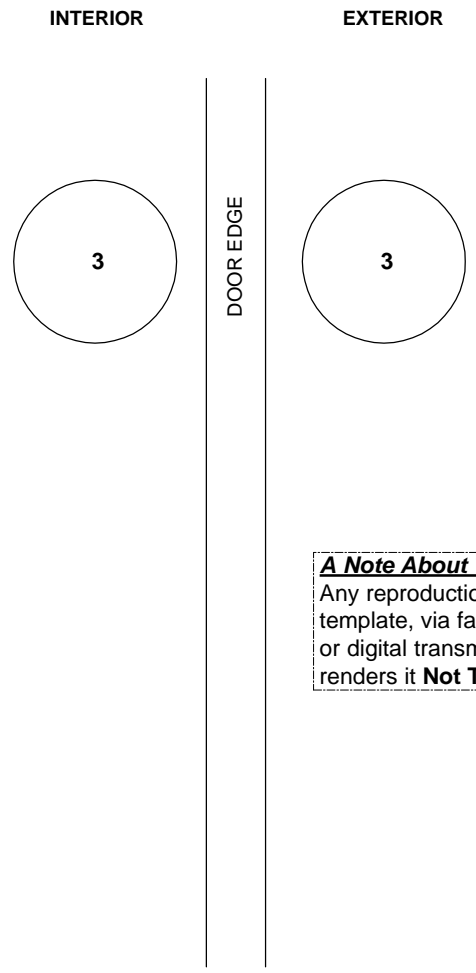 INTERIOR
EXTERIOR
DOOR EDGE
3
3
A Note About
Any reproductio
template, via fa
or digital transm
renders it Not T